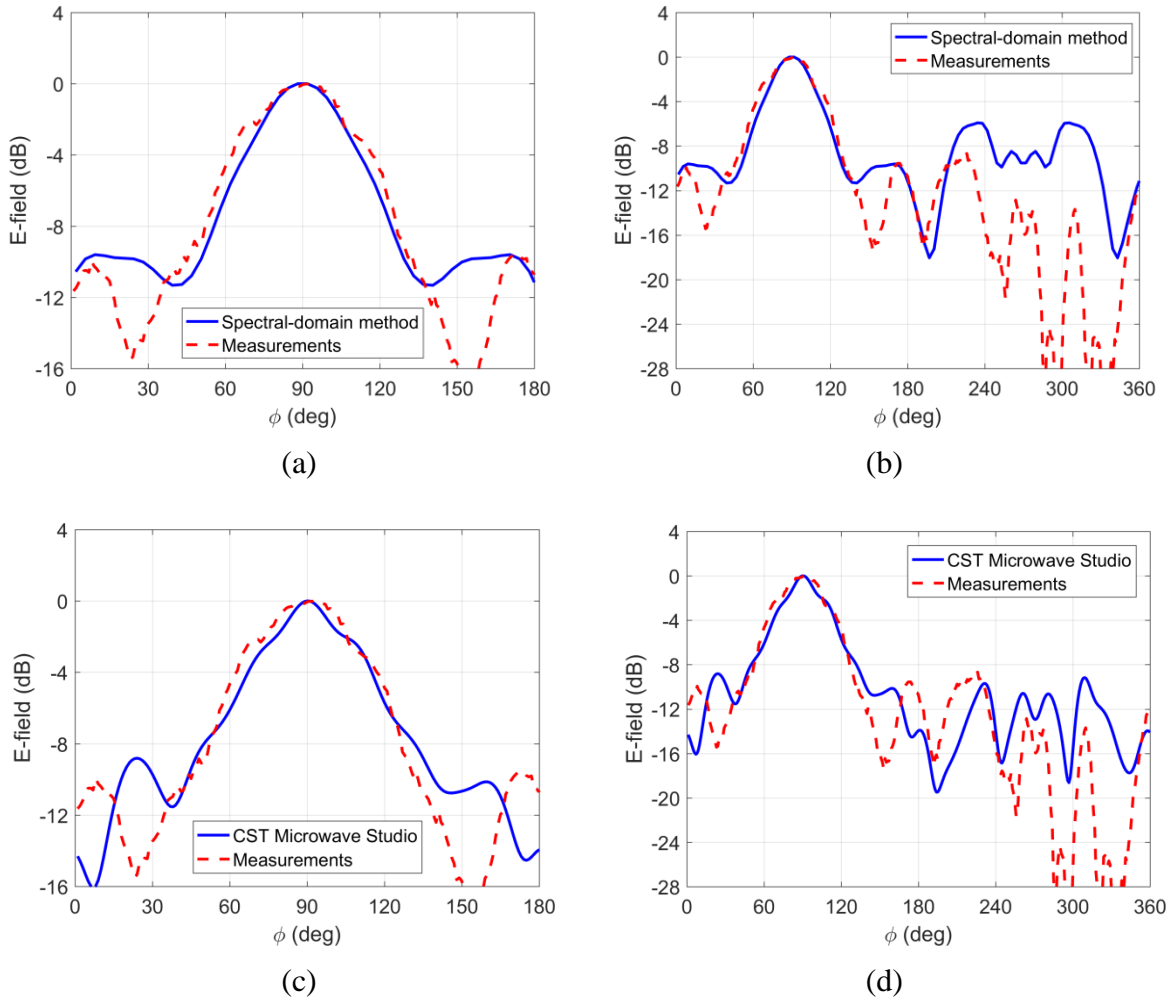 4
0
-4
-8
-12
-16
E-field (dB)
Spectral-domain method
Measurements
0 30 60 90 120 150 180
ϕ (deg)
(a)
4
0
-4
-8
-12
-16
-20
-24
-28
E-field (dB)
Spectral-domain method
Measurements
0 60 120 180 240 300 360
ϕ (deg)
(b)
4
0
-4
-8
-12
-16
E-field (dB)
CST Microwave Studio
Measurements
0 30 60 90 120 150 180
ϕ (deg)
(c)
4
0
-4
-8
-12
-16
-20
-24
-28
E-field (dB)
CST Microwave Studio
Measurements
0 60 120 180 240 300 360
ϕ (deg)
(d)